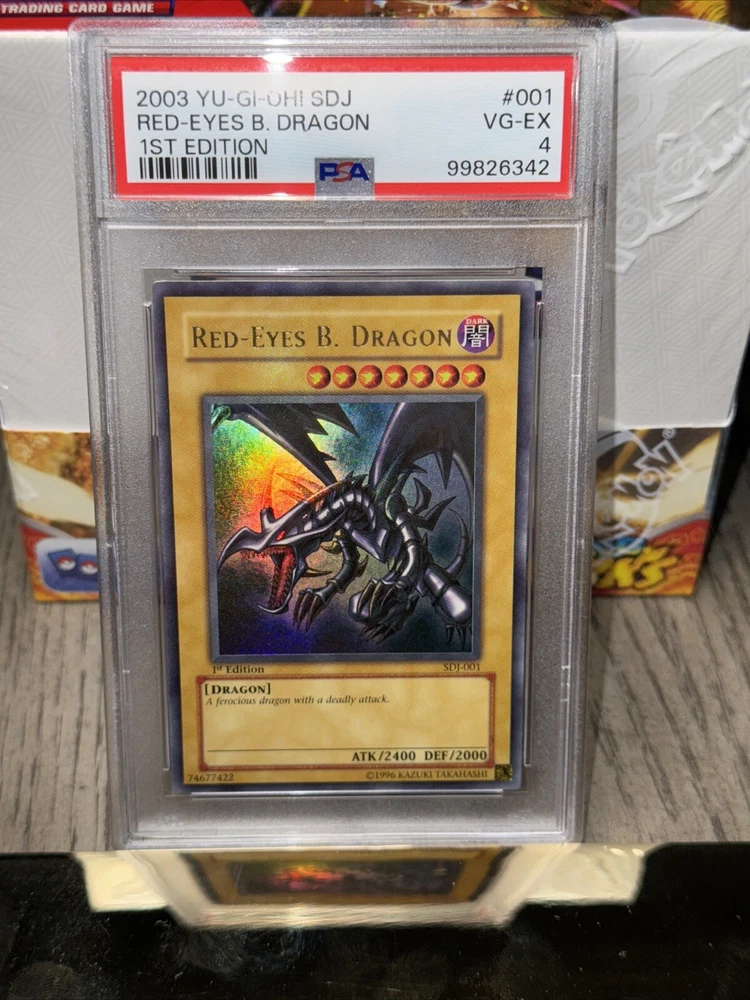 TRADING CARD GAME
2003 YU-GI-OH! SDJ #001
RED-EYES B. DRAGON VG-EX
1ST EDITION 4
PSA 99826342
RED-EYES B. DRAGON
DARK
闇
1st Edition SDJ-001
[DRAGON]
A ferocious dragon with a deadly attack.
ATK/2400 DEF/2000
74677422 ©1996 KAZUKI TAKAHASHI